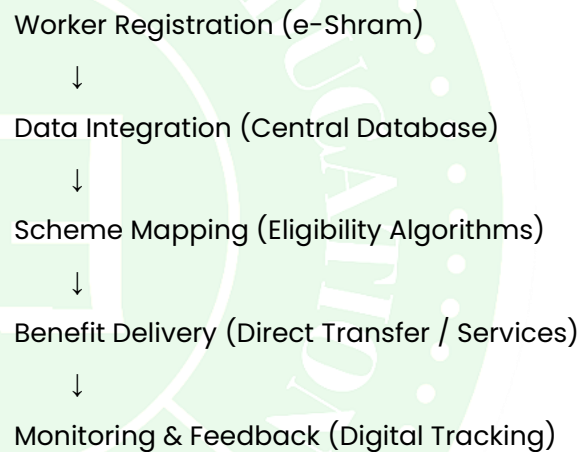 Worker Registration (e-Shram)
↓
Data Integration (Central Database)
↓
Scheme Mapping (Eligibility Algorithms)
↓
Benefit Delivery (Direct Transfer / Services)
↓
Monitoring & Feedback (Digital Tracking)